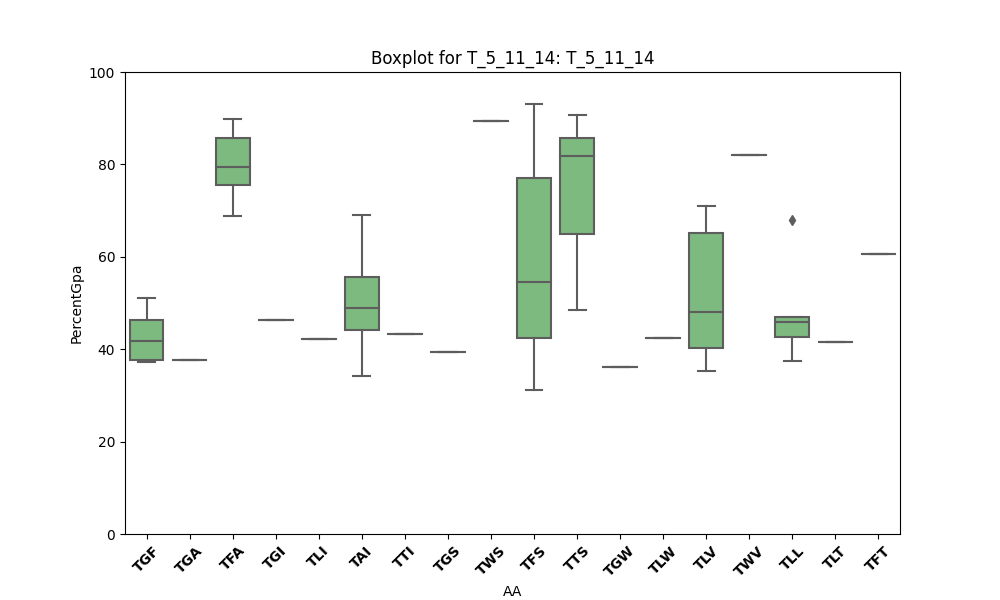 Boxplot for T_5_11_14: T_5_11_14
PercentGpa
100
80
60
40
20
0
TGF TGA TFA TGI TLI TAI TTI TGS TWS TFS TTS TGW TLW TLV TWV TLL TLT TFT
AA